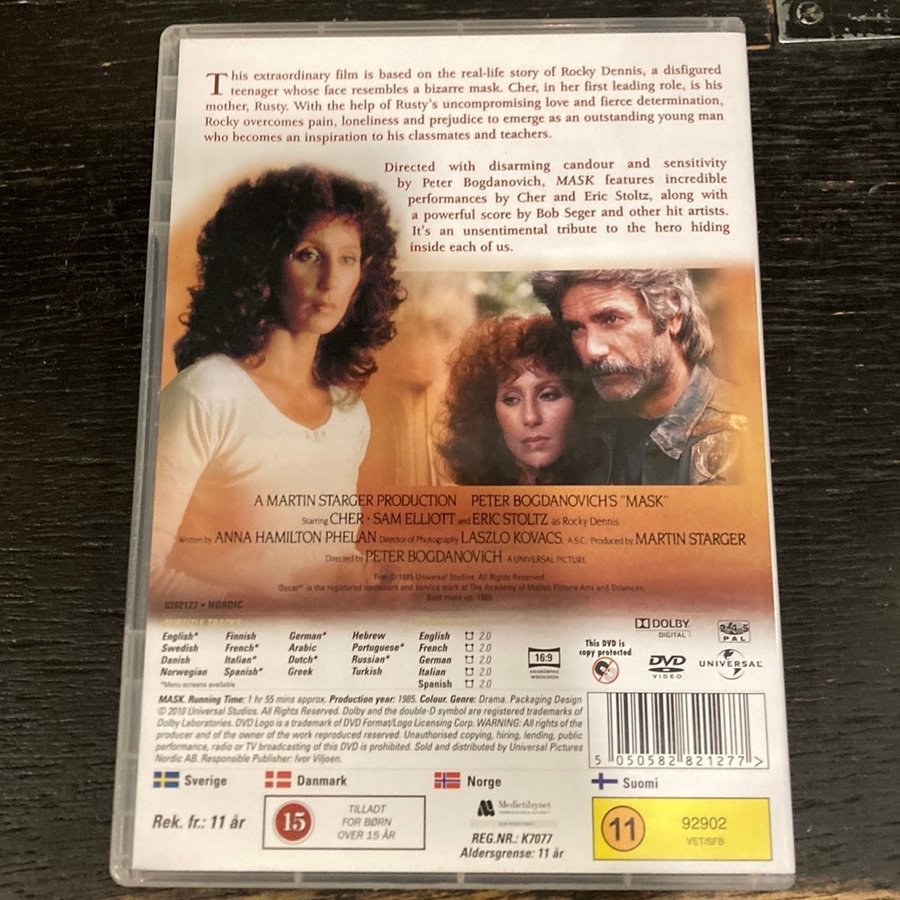 This extraordinary film is based on the real-life story of Rocky Dennis, a disfigured
teenager whose face resembles a bizarre mask. Cher, in her first leading role, is his
mother, Rusty. With the help of Rusty's uncompromising love and fierce determination,
Rocky overcomes pain, loneliness and prejudice to emerge as an outstanding young man
who becomes an inspiration to his classmates and teachers.
Directed with disarming candour and sensitivity
by Peter Bogdanovich, MASK features incredible
performances by Cher and Eric Stoltz, along with
a powerful score by Bob Seger and other hit artists.
It's an unsentimental tribute to the hero hiding
inside each of us.
A MARTIN STARGER PRODUCTION PETER BOGDANOVICH'S "MASK"
Starring CHER · SAM ELLIOTT and ERIC STOLTZ as Rocky Dennis
Written by ANNA HAMILTON PHELAN Director of Photography LASZLO KOVACS, A.S.C. Produced by MARTIN STARGER
Directed by PETER BOGDANOVICH A UNIVERSAL PICTURE
Film © 1985 Universal Studios. All Rights Reserved.
"Oscar" is the registered trademark and service mark of The Academy of Motion Picture Arts and Sciences.
Best make up, 1985
8282127 • NORDIC
SUBTITLE TRACKS
English* Finnish German* Hebrew English 2.0
Swedish French* Arabic Portuguese* French 2.0
Danish Italian* Dutch* Russian* German 2.0
Norwegian Spanish* Greek Turkish Italian 2.0
*Menu screens available Spanish 2.0
16:9
ANAMORPHIC
WIDESCREEN
This DVD is
copy protected
DOLBY
DIGITAL
DVD
VIDEO
2 4 5
PAL
UNIVERSAL
MASK. Running Time: 1 hr 55 mins approx. Production year: 1985. Colour. Genre: Drama. Packaging Design
© 2010 Universal Studios. All Rights Reserved. Dolby and the double-D symbol are registered trademarks of
Dolby Laboratories. DVD Logo is a trademark of DVD Format/Logo Licensing Corp. WARNING: All rights of the
producer and of the owner of the work reproduced reserved. Unauthorised copying, hiring, lending, public
performance, radio or TV broadcasting of this DVD is prohibited. Sold and distributed by Universal Pictures
Nordic AB. Responsible Publisher: Ivor Viljoen.
5 050582 821277 >
Sverige Danmark Norge Suomi
Rek. fr.: 11 år
15
TILLADT
FOR BØRN
OVER 15 ÅR
Medietilsynet
REG.NR.: K7077
Aldersgrense: 11 år
11
92902
VET/SFB